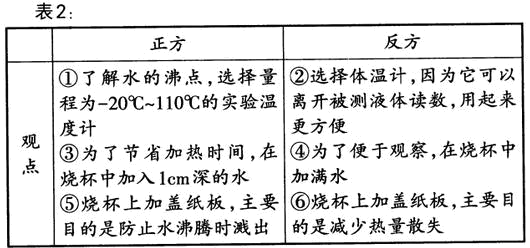 表2：
正方 反方
①了解水的沸点，选择量 ②选择体温计，因为它可以
程为-20℃~110℃的实验温 离开被测液体读数，用起来
度计 更方便
观点
③为了节省加热时间，在 ④为了便于观察，在烧杯中
烧杯中加入1cm深的水 加满水
⑤烧杯上加盖纸板，主要 ⑥烧杯上加盖纸板，主要目
目的是防止水沸腾时溅出 的是减少热量散失